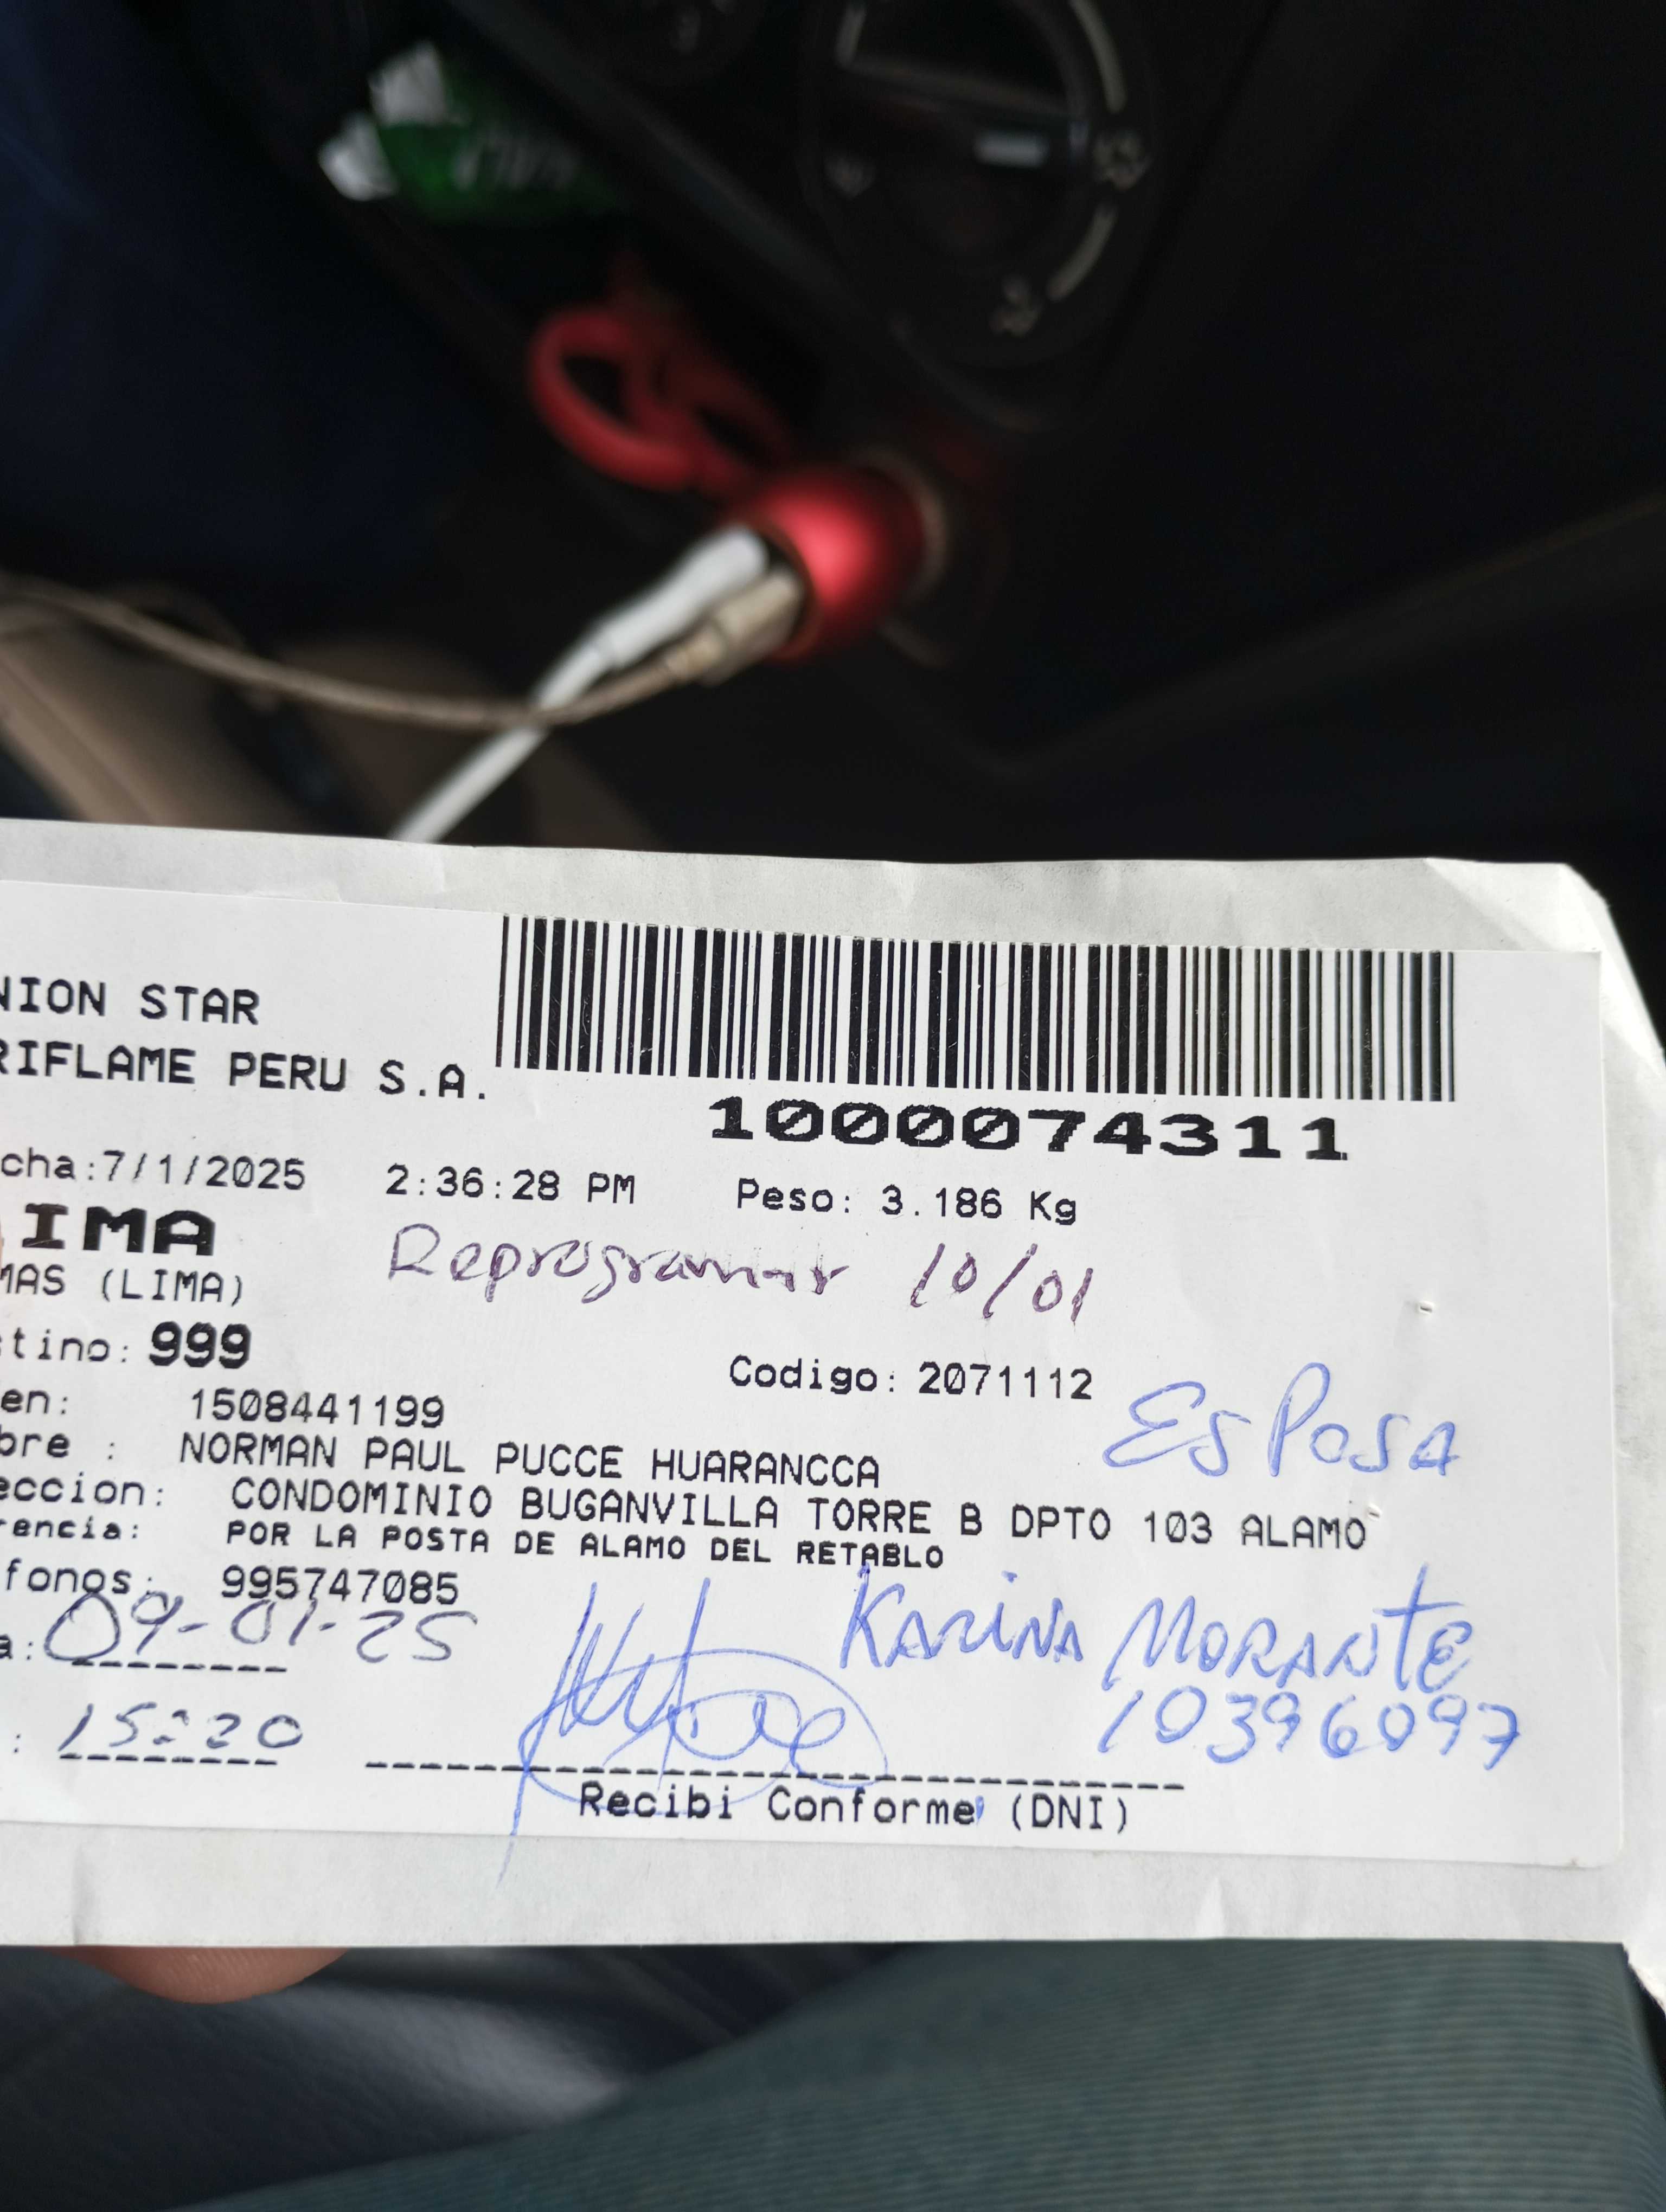 NION STAR
RIFLAME PERU S.A.
1000074311
cha:7/1/2025 2:36:28 PM Peso: 3.186 Kg
IMA
Reprogramar 10/01
MAS (LIMA)
tino: 999
Codigo: 2071112
en: 1508441199
ESPOSA
bre : NORMAN PAUL PUCCE HUARANCCA
eccion: CONDOMINIO BUGANVILLA TORRE B DPTO 103 ALAMO
rencia: POR LA POSTA DE ALAMO DEL RETABLO
fonos: 995747085
a: 09-01-25
KARINA MORANTE
: 15:20
10396097
Recibi Conforme (DNI)